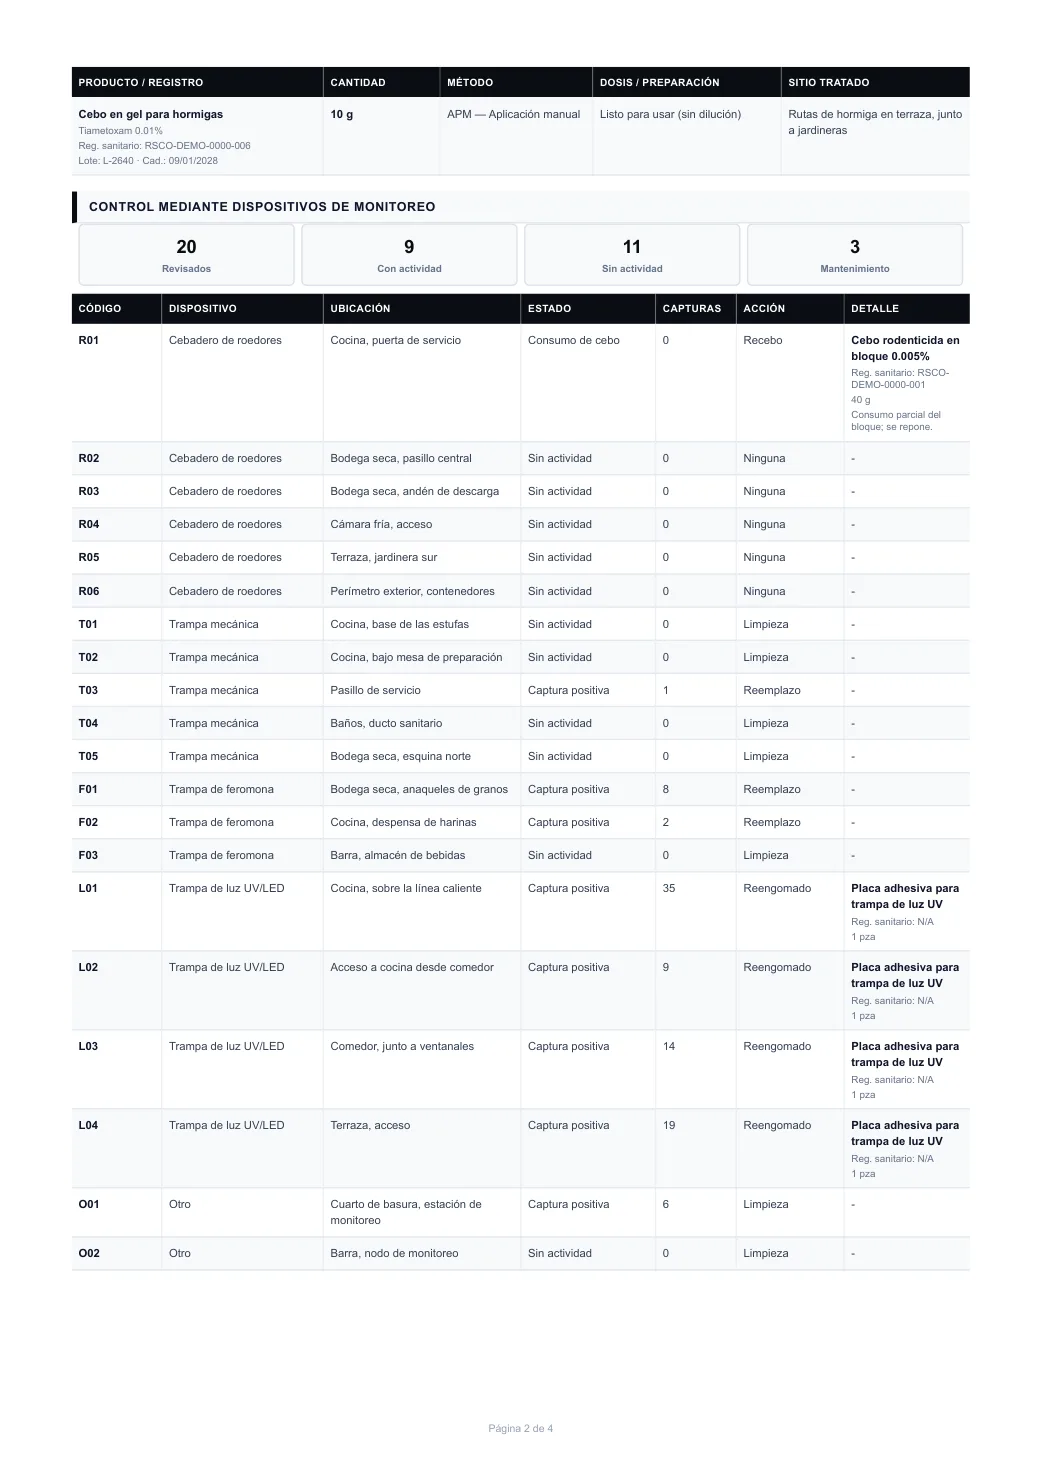 PRODUCTO / REGISTRO CANTIDAD MÉTODO DOSIS / PREPARACIÓN SITIO TRATADO
Cebo en gel para hormigas 10 g APM — Aplicación manual Listo para usar (sin dilución) Rutas de hormiga en terraza, junto
a jardineras
Tiametoxam 0.01%
Reg. sanitario: RSCO-DEMO-0000-006
Lote: L-2640 · Cad.: 09/01/2028
CONTROL MEDIANTE DISPOSITIVOS DE MONITOREO
20 9 11 3
Revisados Con actividad Sin actividad Mantenimiento
CÓDIGO DISPOSITIVO UBICACIÓN ESTADO CAPTURAS ACCIÓN DETALLE
R01 Cebadero de roedores Cocina, puerta de servicio Consumo de cebo 0 Recebo Cebo rodenticida en
bloque 0.005%
Reg. sanitario: RSCO-
DEMO-0000-001
40 g
Consumo parcial del
bloque; se repone.
R02 Cebadero de roedores Bodega seca, pasillo central Sin actividad 0 Ninguna -
R03 Cebadero de roedores Bodega seca, andén de descarga Sin actividad 0 Ninguna -
R04 Cebadero de roedores Cámara fría, acceso Sin actividad 0 Ninguna -
R05 Cebadero de roedores Terraza, jardinera sur Sin actividad 0 Ninguna -
R06 Cebadero de roedores Perímetro exterior, contenedores Sin actividad 0 Ninguna -
T01 Trampa mecánica Cocina, base de las estufas Sin actividad 0 Limpieza -
T02 Trampa mecánica Cocina, bajo mesa de preparación Sin actividad 0 Limpieza -
T03 Trampa mecánica Pasillo de servicio Captura positiva 1 Reemplazo -
T04 Trampa mecánica Baños, ducto sanitario Sin actividad 0 Limpieza -
T05 Trampa mecánica Bodega seca, esquina norte Sin actividad 0 Limpieza -
F01 Trampa de feromona Bodega seca, anaqueles de granos Captura positiva 8 Reemplazo -
F02 Trampa de feromona Cocina, despensa de harinas Captura positiva 2 Reemplazo -
F03 Trampa de feromona Barra, almacén de bebidas Sin actividad 0 Limpieza -
L01 Trampa de luz UV/LED Cocina, sobre la línea caliente Captura positiva 35 Reengomado Placa adhesiva para
trampa de luz UV
Reg. sanitario: N/A
1 pza
L02 Trampa de luz UV/LED Acceso a cocina desde comedor Captura positiva 9 Reengomado Placa adhesiva para
trampa de luz UV
Reg. sanitario: N/A
1 pza
L03 Trampa de luz UV/LED Comedor, junto a ventanales Captura positiva 14 Reengomado Placa adhesiva para
trampa de luz UV
Reg. sanitario: N/A
1 pza
L04 Trampa de luz UV/LED Terraza, acceso Captura positiva 19 Reengomado Placa adhesiva para
trampa de luz UV
Reg. sanitario: N/A
1 pza
O01 Otro Cuarto de basura, estación de Captura positiva 6 Limpieza -
monitoreo
O02 Otro Barra, nodo de monitoreo Sin actividad 0 Limpieza -
Página 2 de 4